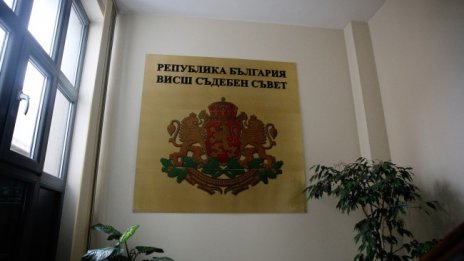 РЕПУБЛИКА БЪЛГАРИЯ
ВИСШ СЪДЕБЕН СЪВЕТ